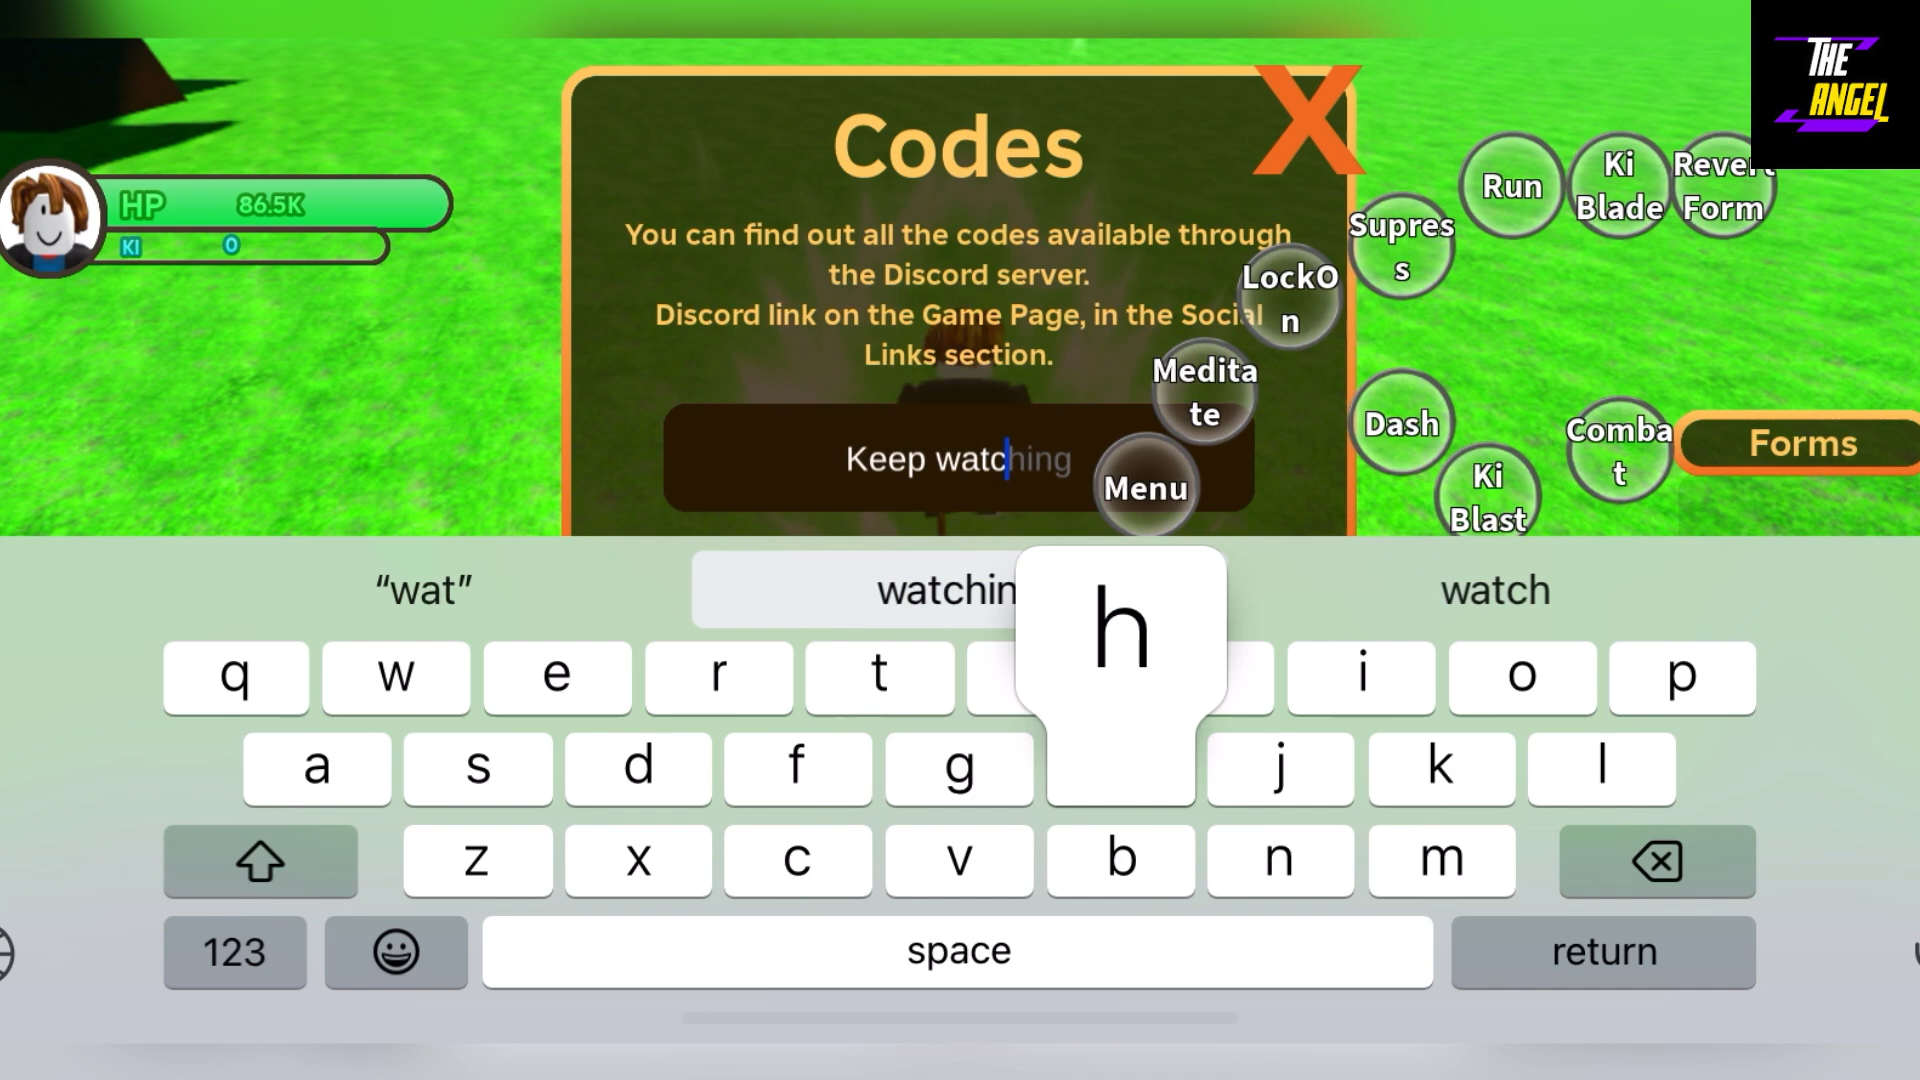 THE
ANGEL
Codes
X
You can find out all the codes available through
the Discord server.
Discord link on the Game Page, in the Social
Links section.
Keep watching
HP 86.5K
KI 0
Run
Ki
Blade
Revert
Form
Supres
s
LockO
n
Medita
te
Menu
Dash
Ki
Blast
Comba
t
Forms
“wat” watchin watch
h
q w e r t i o p
a s d f g j k l
z x c v b n m
123 space return